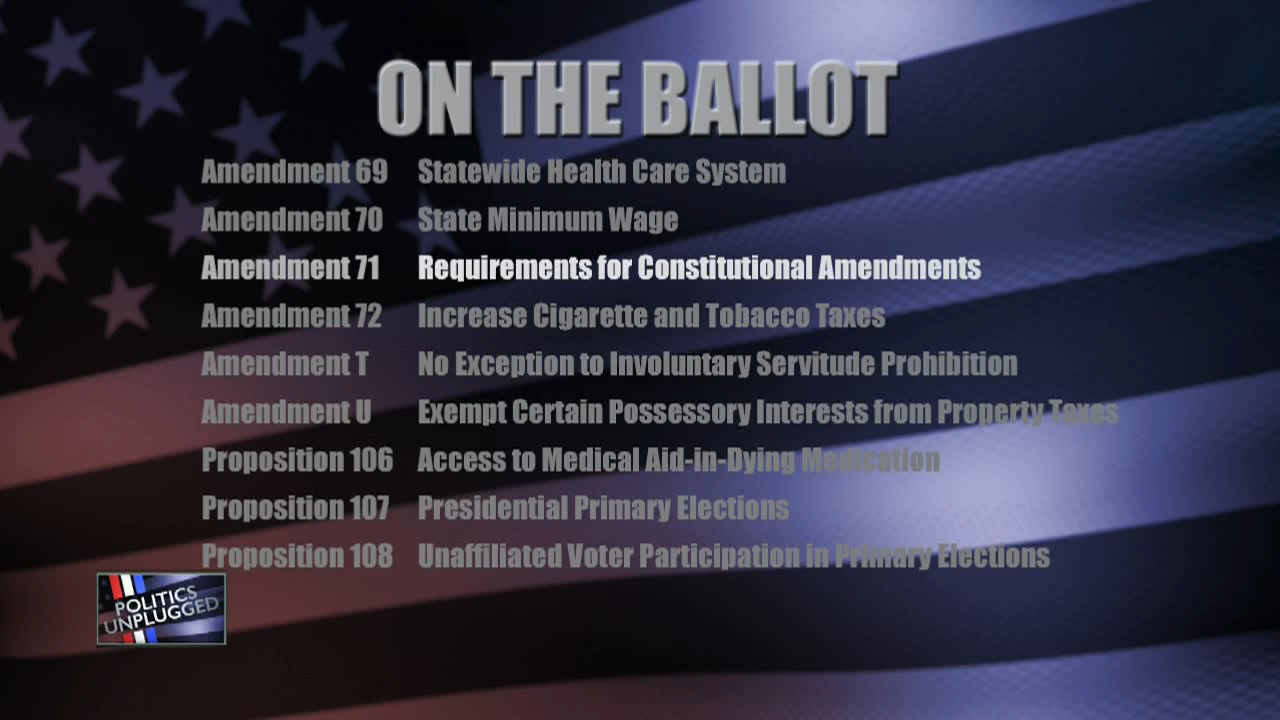 ON THE BALLOT
Amendment 69 Statewide Health Care System
Amendment 70 State Minimum Wage
Amendment 71 Requirements for Constitutional Amendments
Amendment 72 Increase Cigarette and Tobacco Taxes
Amendment T No Exception to Involuntary Servitude Prohibition
Amendment U Exempt Certain Possessory Interests from Property Taxes
Proposition 106 Access to Medical Aid-in-Dying Medication
Proposition 107 Presidential Primary Elections
Proposition 108 Unaffiliated Voter Participation in Primary Elections
POLITICS
UNPLUGGED